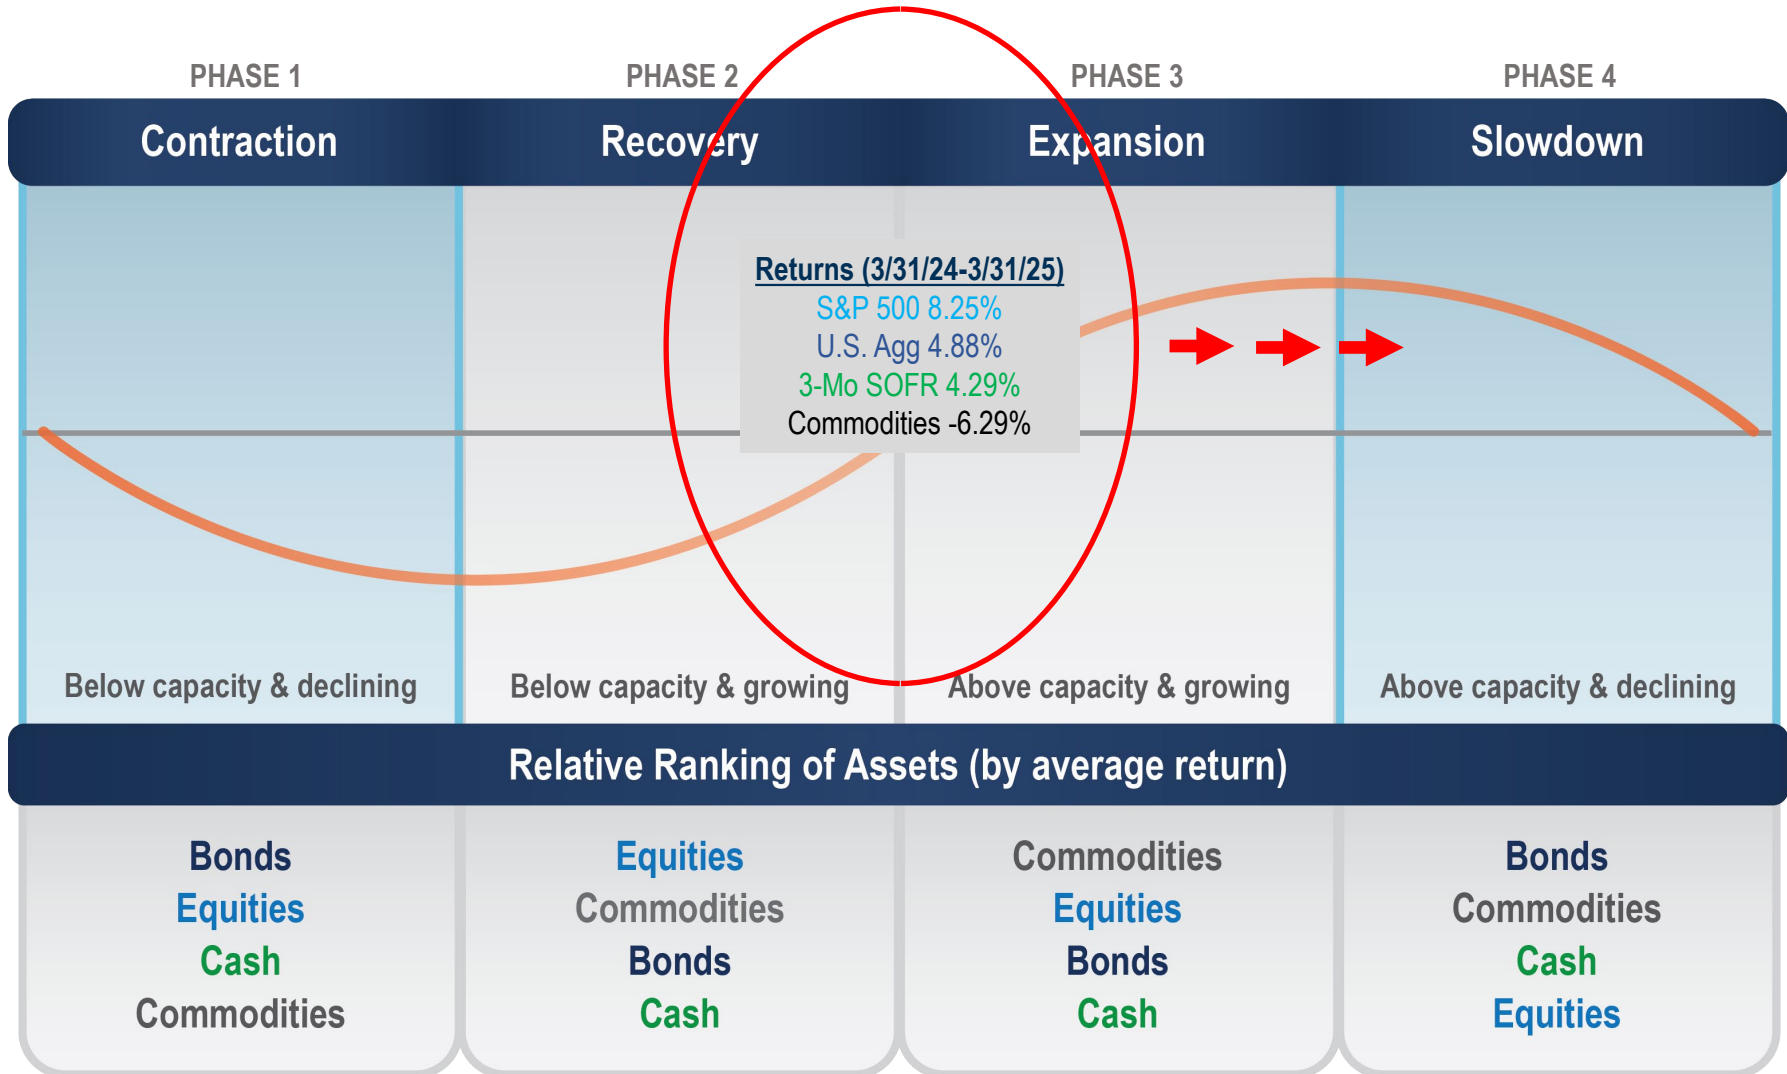 PHASE 1
PHASE 2
PHASE 3
PHASE 4
Contraction
Recovery
Expansion
Slowdown
Returns (3/31/24-3/31/25)
S&P 500 8.25%
U.S. Agg 4.88%
3-Mo SOFR 4.29%
Commodities -6.29%
Below capacity & declining
Below capacity & growing
Above capacity & growing
Above capacity & declining
Relative Ranking of Assets (by average return)
Bonds
Equities
Cash
Commodities
Equities
Commodities
Bonds
Cash
Commodities
Equities
Bonds
Cash
Bonds
Commodities
Cash
Equities